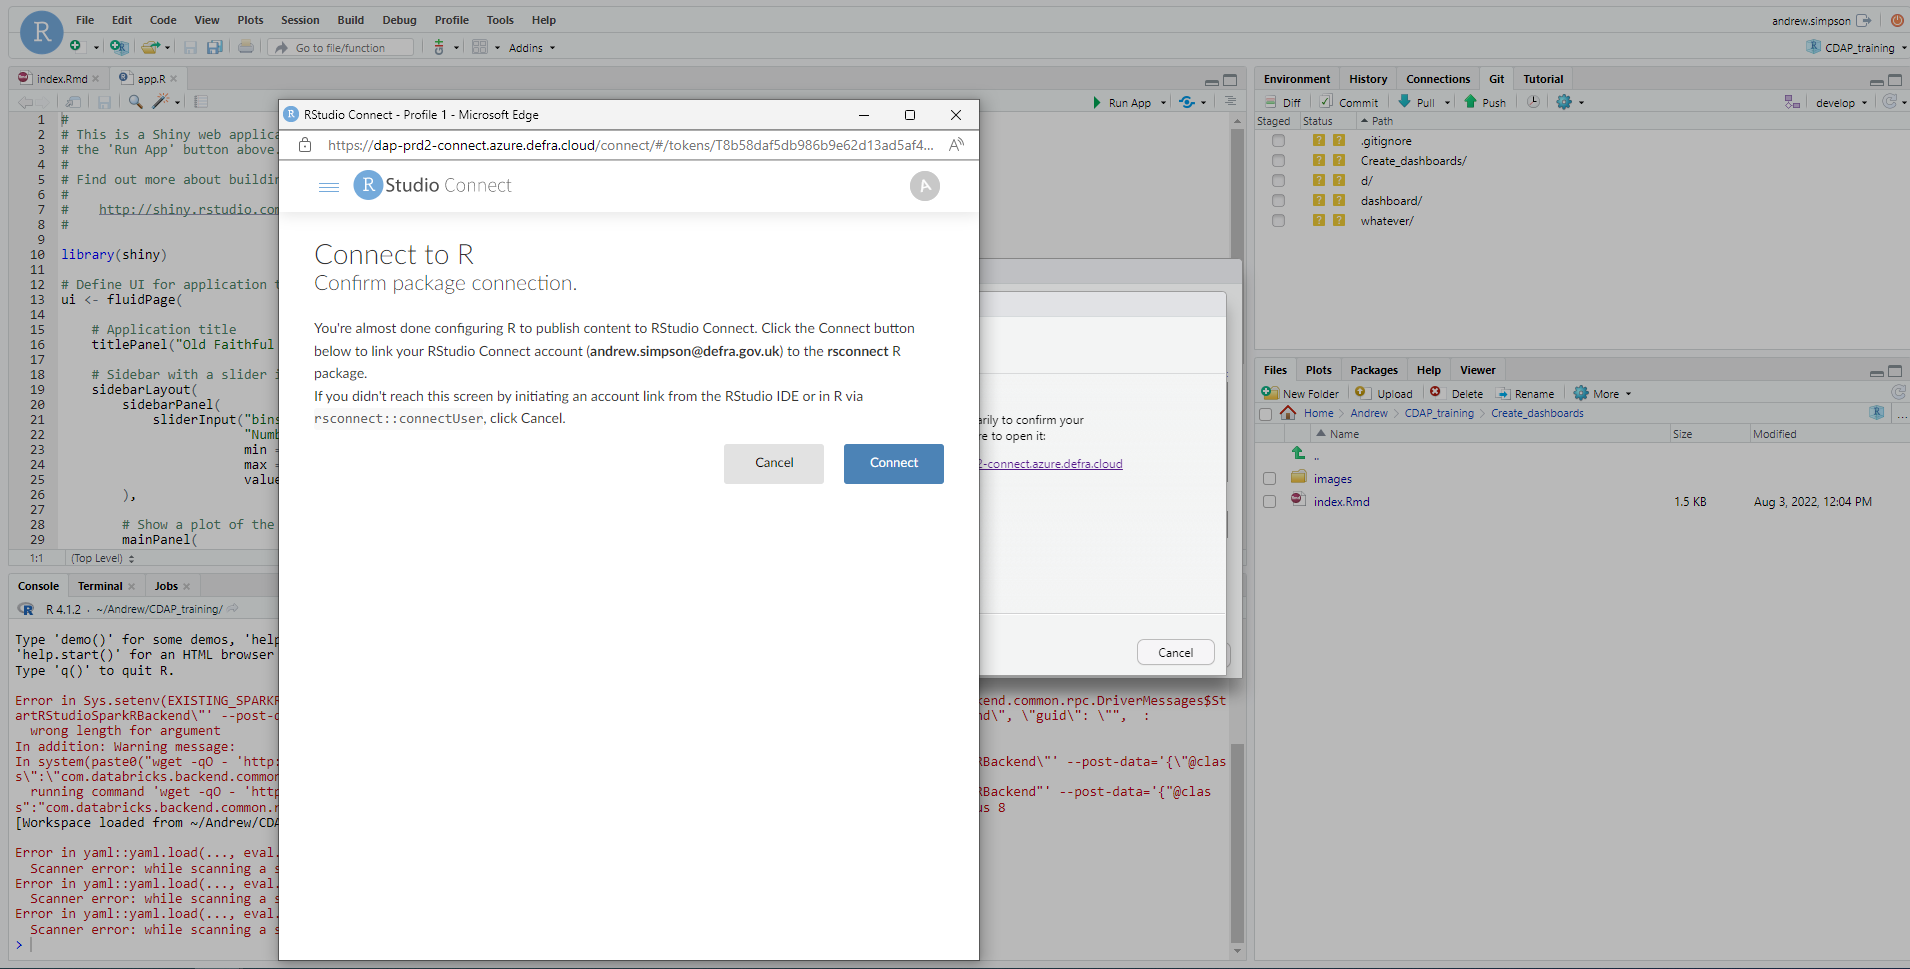 File Edit Code View Plots Session Build Debug Profile Tools Help
andrew.simpson
R
Go to file/function
Addins
CDAP_training
index.Rmd
app.R
Run App
1 #
2 # This is a Shiny web applica
3 # the 'Run App' button above.
4 #
5 # Find out more about buildin
6 #
7 # http://shiny.rstudio.com
8 #
9
10 library(shiny)
11
12 # Define UI for application t
13 ui <- fluidPage(
14
15 # Application title
16 titlePanel("Old Faithful
17
18 # Sidebar with a slider i
19 sidebarLayout(
20 sidebarPanel(
21 sliderInput("bins
22 "Numb
23 min =
24 max =
25 value
26 ),
27
28 # Show a plot of the
29 mainPanel(
1:1 (Top Level)
RStudio Connect - Profile 1 - Microsoft Edge
https://dap-prd2-connect.azure.defra.cloud/connect/#/tokens/T8b58daf5db986b9e62d13ad5af4...
R Studio Connect
A
Connect to R
Confirm package connection.
You're almost done configuring R to publish content to RStudio Connect. Click the Connect button
below to link your RStudio Connect account (andrew.simpson@defra.gov.uk) to the rsconnect R
package.
If you didn't reach this screen by initiating an account link from the RStudio IDE or in R via
rsconnect::connectUser, click Cancel.
Cancel
Connect
arily to confirm your
re to open it:
2-connect.azure.defra.cloud
Cancel
Console Terminal Jobs
R 4.1.2 · ~/Andrew/CDAP_training/
Type 'demo()' for some demos, 'help
'help.start()' for an HTML browser
Type 'q()' to quit R.
Error in Sys.setenv(EXISTING_SPARKR
kend.common.rpc.DriverMessages$St
artRStudioSparkRBackend\"' --post-d
nd\", \"guid\": \"", :
wrong length for argument
In addition: Warning message:
In system(paste0("wget -qO - 'http:
RBackend\"' --post-data='{\"@clas
s\":\"com.databricks.backend.common
running command 'wget -qO - 'http
RBackend"' --post-data='{"@clas
s":"com.databricks.backend.common.r
us 8
[Workspace loaded from ~/Andrew/CDA
Error in yaml::yaml.load(..., eval.
Scanner error: while scanning a s
Error in yaml::yaml.load(..., eval.
Scanner error: while scanning a s
Error in yaml::yaml.load(..., eval.
Scanner error: while scanning a s
>
Environment History Connections Git Tutorial
Diff Commit Pull Push develop
Staged Status Path
? ? .gitignore
? ? Create_dashboards/
? ? d/
? ? dashboard/
? ? whatever/
Files Plots Packages Help Viewer
New Folder Upload Delete Rename More
Home Andrew CDAP_training Create_dashboards ...
Name Size Modified
..
images
index.Rmd 1.5 KB Aug 3, 2022, 12:04 PM